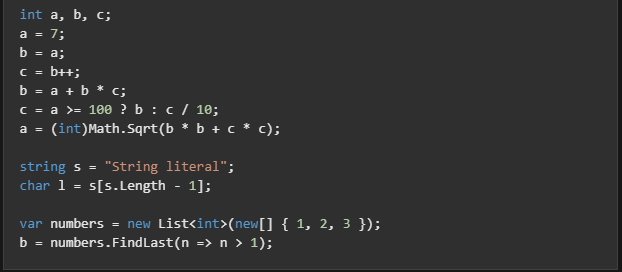 int a, b, c;
a = 7;
b = a;
c = b++;
b = a + b * c;
c = a >= 100 ? b : c / 10;
a = (int)Math.Sqrt(b * b + c * c);
string s = "String literal";
char l = s[s.Length - 1];
var numbers = new List<int>(new[] { 1, 2, 3 });
b = numbers.FindLast(n => n > 1);